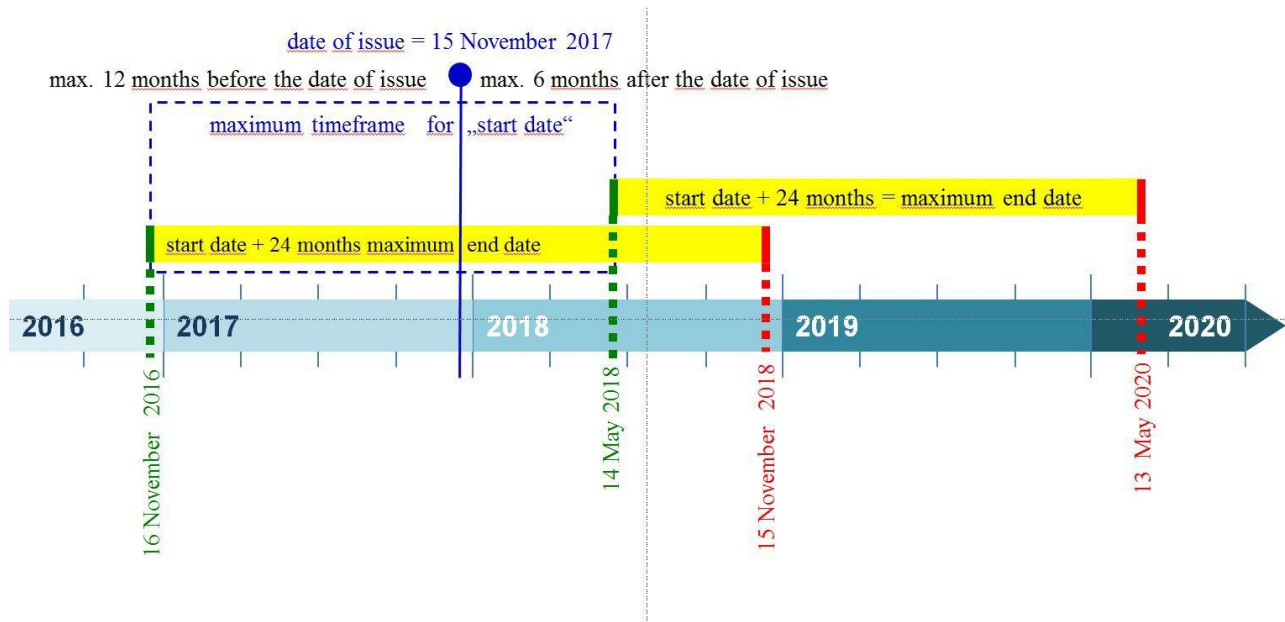 date of issue = 15 November 2017
max. 12 months before the date of issue
max. 6 months after the date of issue
maximum timeframe for „start date“
start date + 24 months = maximum end date
start date + 24 months maximum end date
2016
2017
2018
2019
2020
16 November 2016
14 May 2018
15 November 2018
13 May 2020